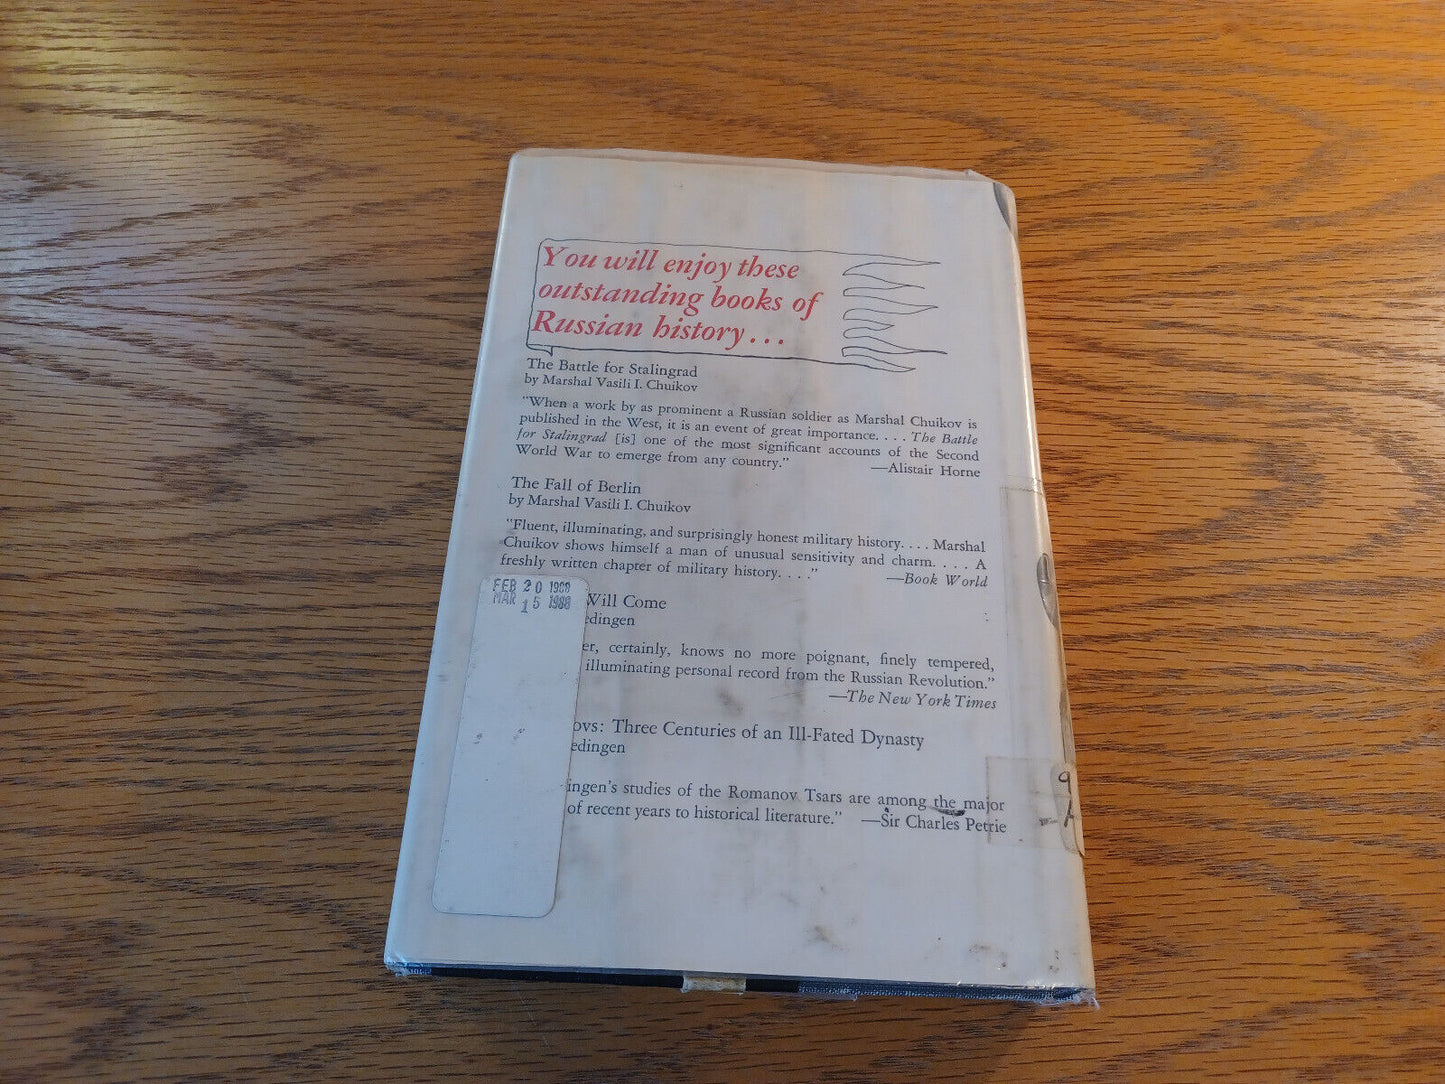 You will enjoy these
outstanding books of
Russian history...
The Battle for Stalingrad
by Marshal Vasili I. Chuikov
"When a work by as prominent a Russian soldier as Marshal Chuikov is
published in the West, it is an event of great importance. . . . The Battle
for Stalingrad [is] one of the most significant accounts of the Second
World War to emerge from any country." —Alistair Horne
The Fall of Berlin
by Marshal Vasili I. Chuikov
"Fluent, illuminating, and surprisingly honest military history. . . . Marshal
Chuikov shows himself a man of unusual sensitivity and charm. . . . A
freshly written chapter of military history. . . ." —Book World
FEB 20 1988
MAR 15 1988
Will Come
edingen
er, certainly, knows no more poignant, finely tempered,
illuminating personal record from the Russian Revolution."
—The New York Times
ovs: Three Centuries of an Ill-Fated Dynasty
edingen
ingen's studies of the Romanov Tsars are among the major
of recent years to historical literature." —Sir Charles Petrie